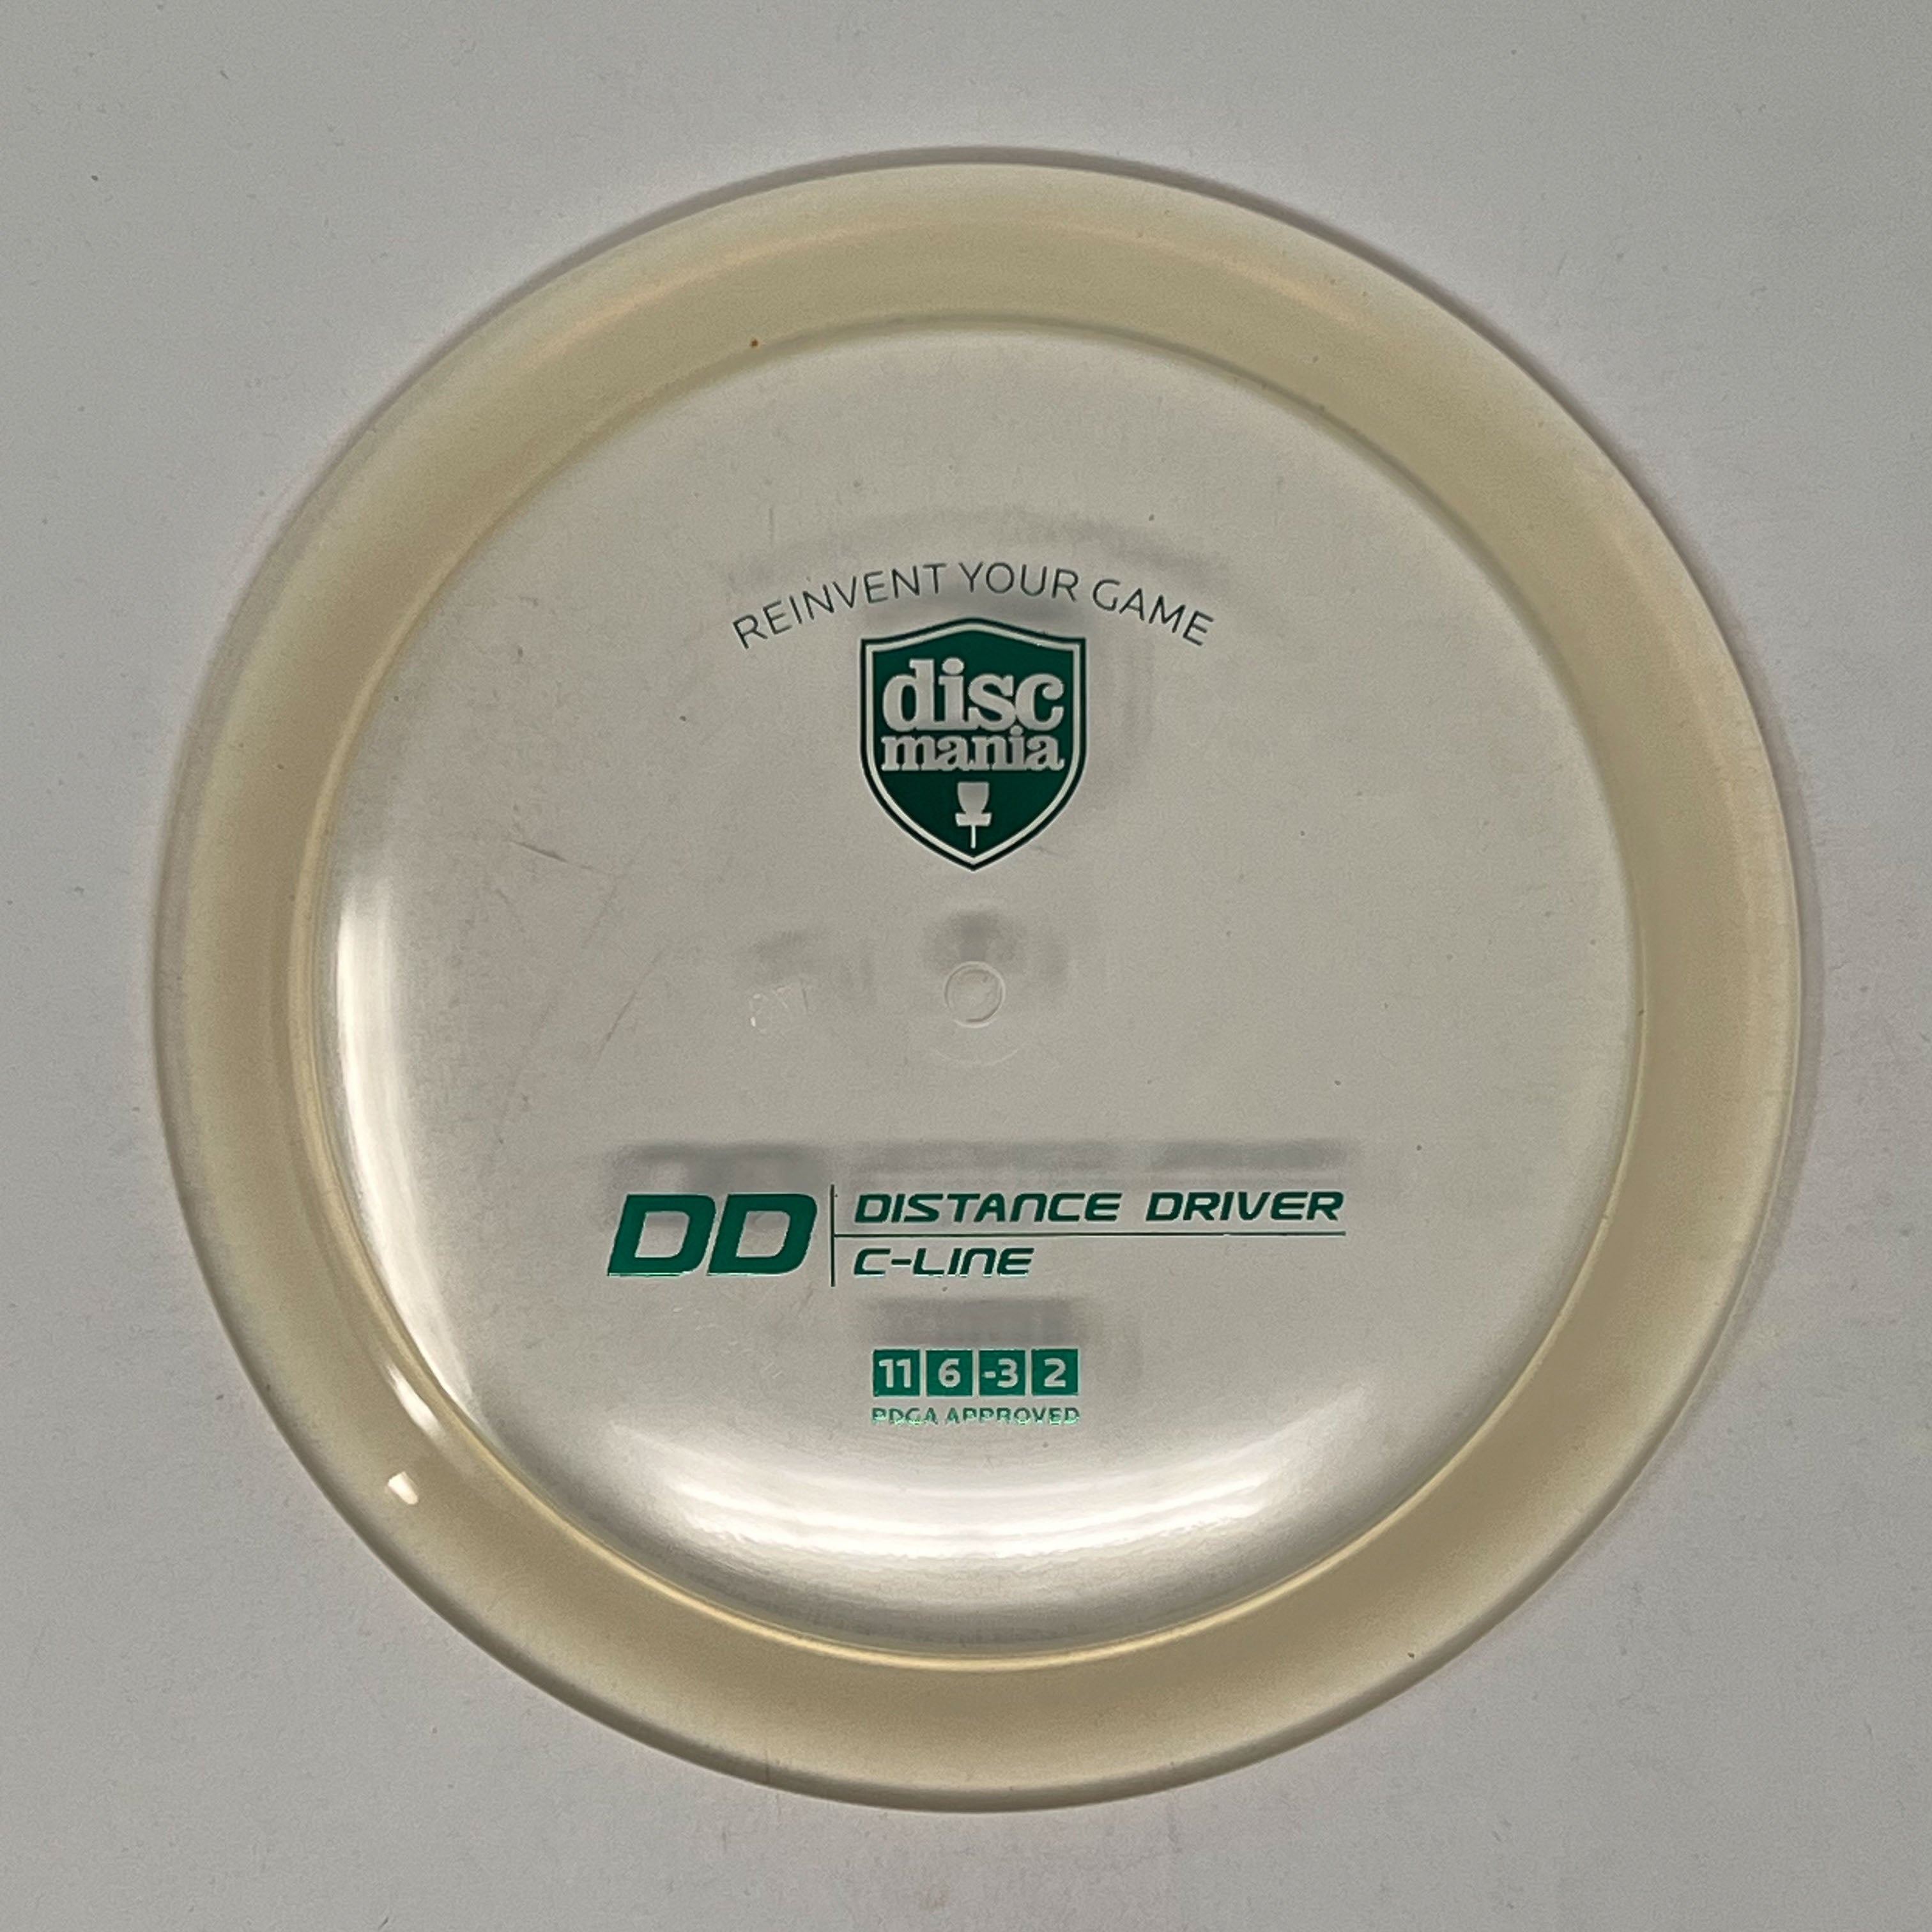 REINVENT YOUR GAME
disc
mania
DD
DISTANCE DRIVER
C-LINE
11 6 -3 2
PDGA APPROVED